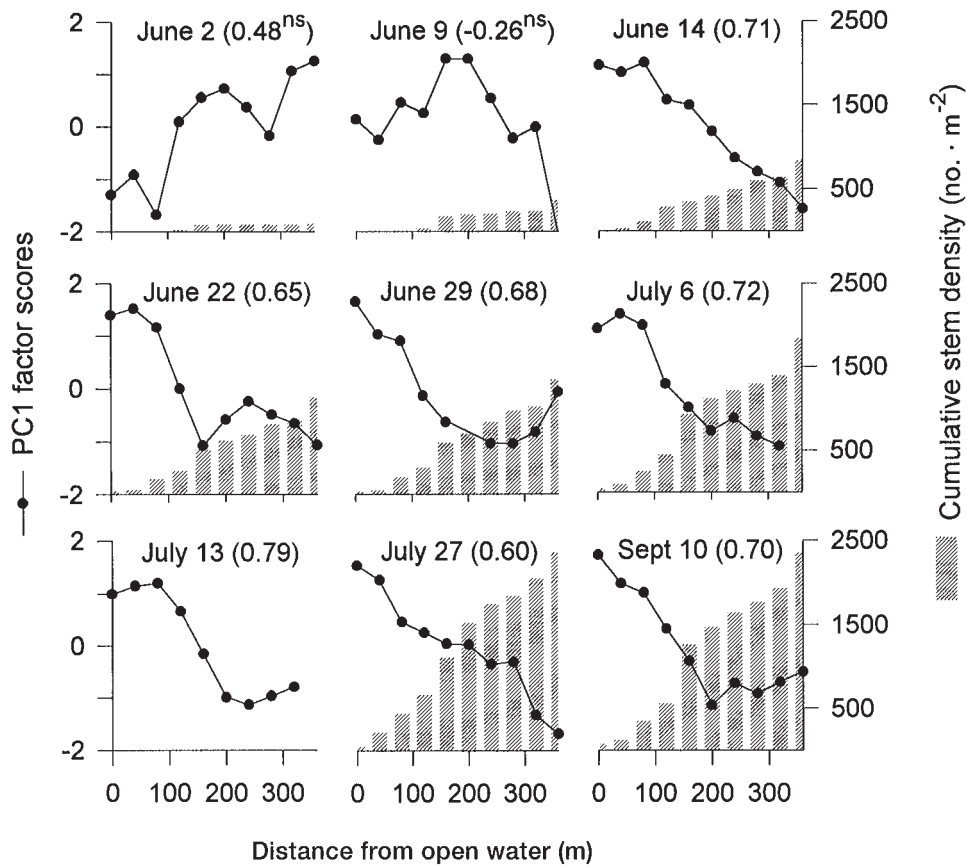 2
0
-2
June 2 (0.48ns)
June 9 (-0.26ns)
June 14 (0.71)
2500
1500
500
2
0
-2
June 22 (0.65)
June 29 (0.68)
July 6 (0.72)
2500
1500
500
2
0
-2
July 13 (0.79)
July 27 (0.60)
Sept 10 (0.70)
2500
1500
500
0 100 200 300
0 100 200 300
0 100 200 300
Distance from open water (m)
PC1 factor scores
Cumulative stem density (no. · m-2)